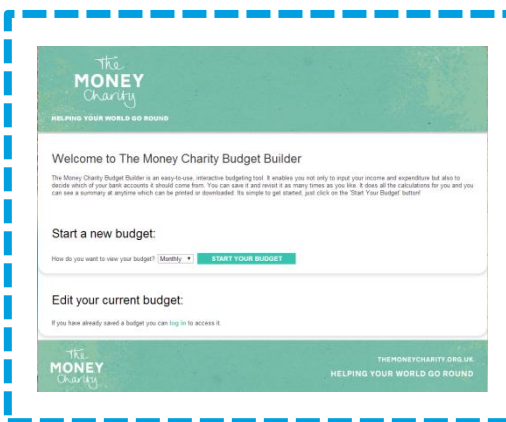 The
MONEY
Charity
HELPING YOUR WORLD GO ROUND
Welcome to The Money Charity Budget Builder
The Money Charity Budget Builder is an easy-to-use, interactive budgeting tool. It enables you not only to input your income and expenditure but also to
decide which of your bank accounts it should come from. You can save it and revisit it as many times as you like. It does all the calculations for you and you
can see a summary at anytime which can be printed or downloaded. Its simple to get started, just click on the 'Start Your Budget' button!
Start a new budget:
How do you want to view your budget? Monthly START YOUR BUDGET
Edit your current budget:
If you have already saved a budget you can log in to access it.
The
MONEY
Charity
THEMONEYCHARITY.ORG.UK
HELPING YOUR WORLD GO ROUND